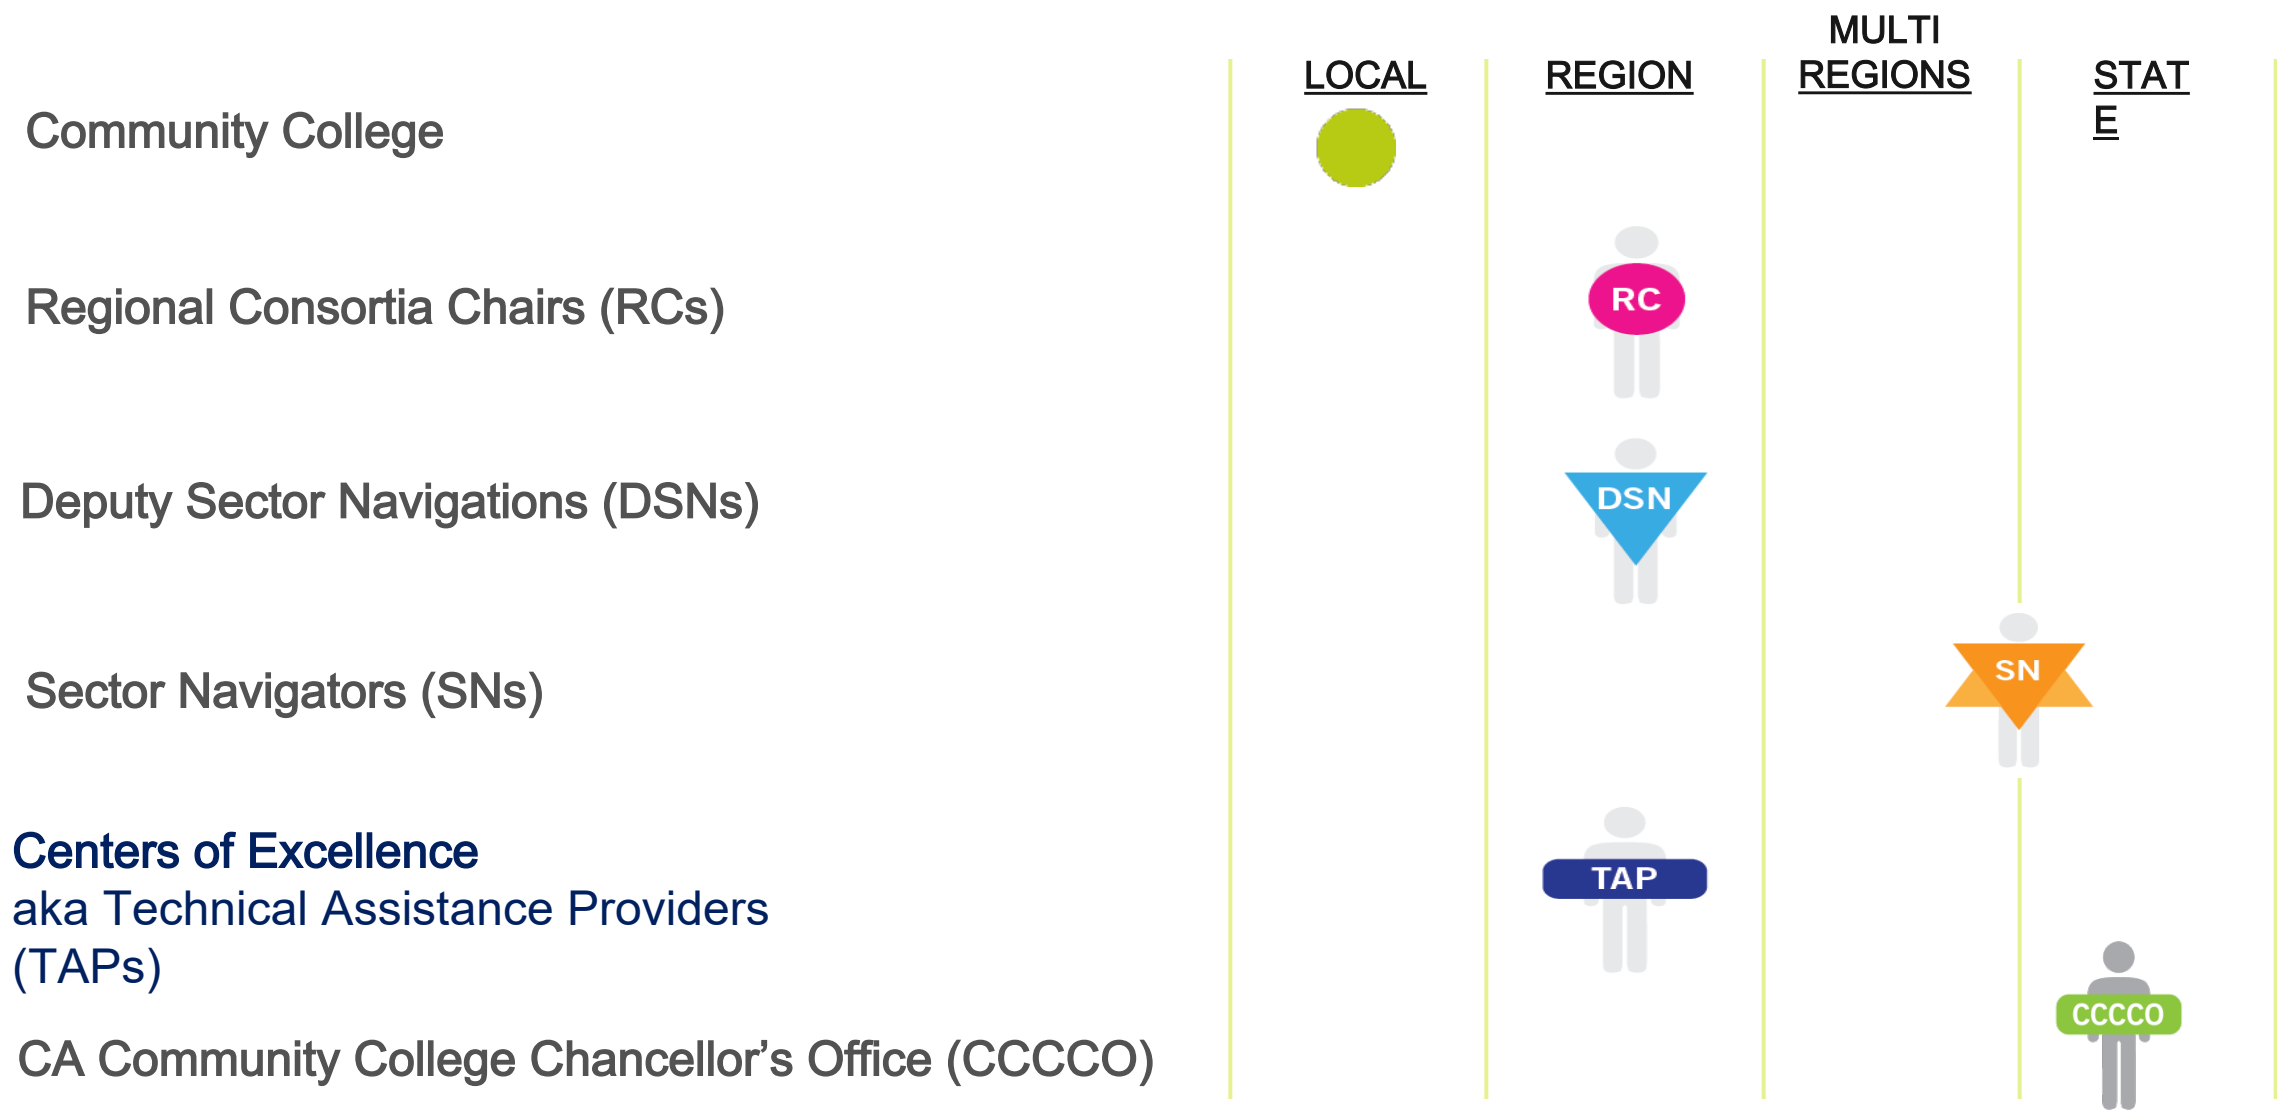 MULTI
LOCAL REGION REGIONS STAT
E
Community College
Regional Consortia Chairs (RCs)
RC
Deputy Sector Navigations (DSNs)
DSN
Sector Navigators (SNs)
SN
Centers of Excellence
aka Technical Assistance Providers
(TAPs)
TAP
CA Community College Chancellor’s Office (CCCCO)
CCCCO